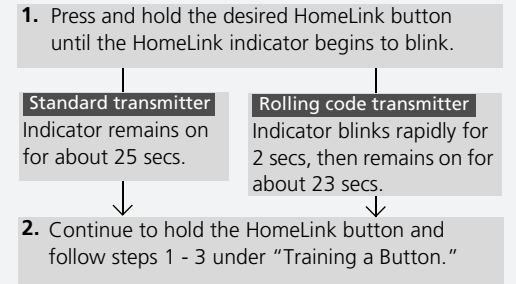 1. Press and hold the desired HomeLink button
until the HomeLink indicator begins to blink.
Standard transmitter
Indicator remains on
for about 25 secs.
Rolling code transmitter
Indicator blinks rapidly for
2 secs, then remains on for
about 23 secs.
2. Continue to hold the HomeLink button and
follow steps 1 - 3 under “Training a Button.”